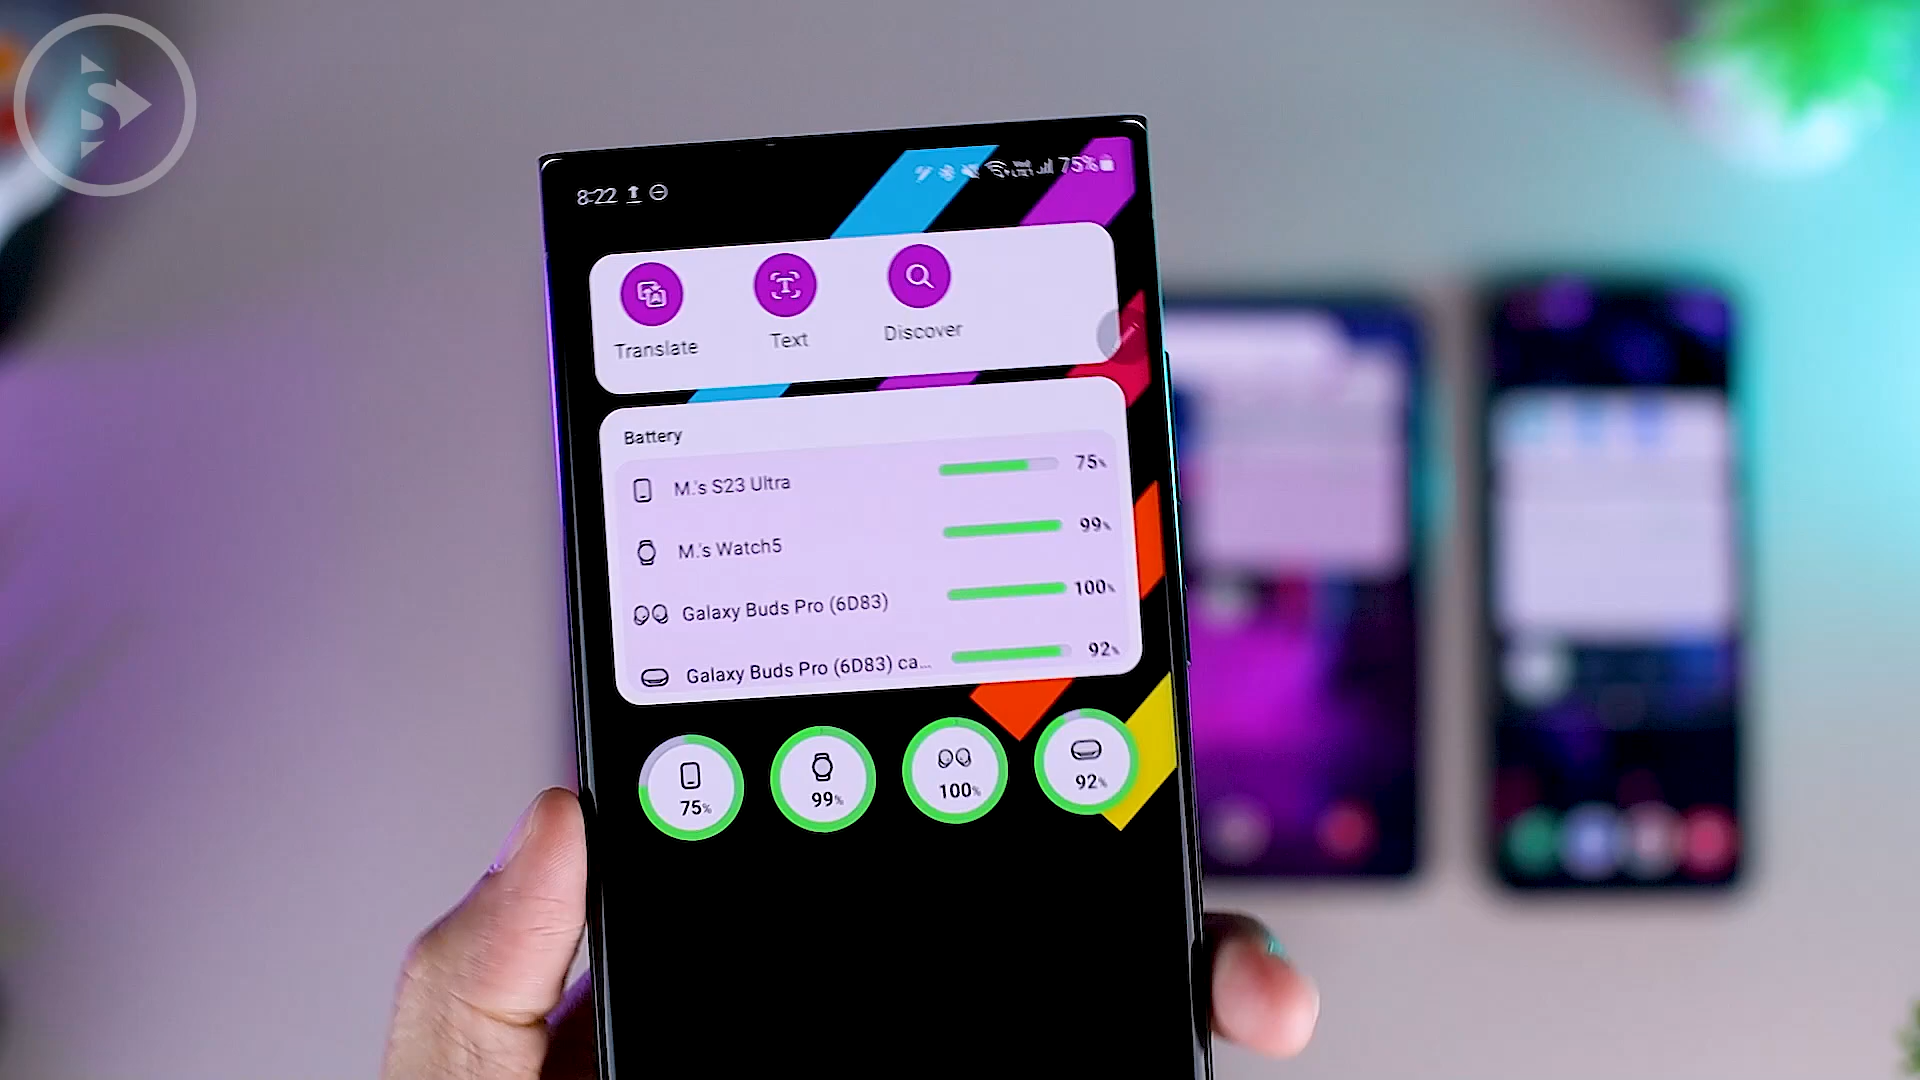 S
8:22
75%
Translate
Text
Discover
Battery
M.'s S23 Ultra
75%
M.'s Watch5
99%
Galaxy Buds Pro (6D83)
100%
Galaxy Buds Pro (6D83) ca...
92%
75%
99%
100%
92%